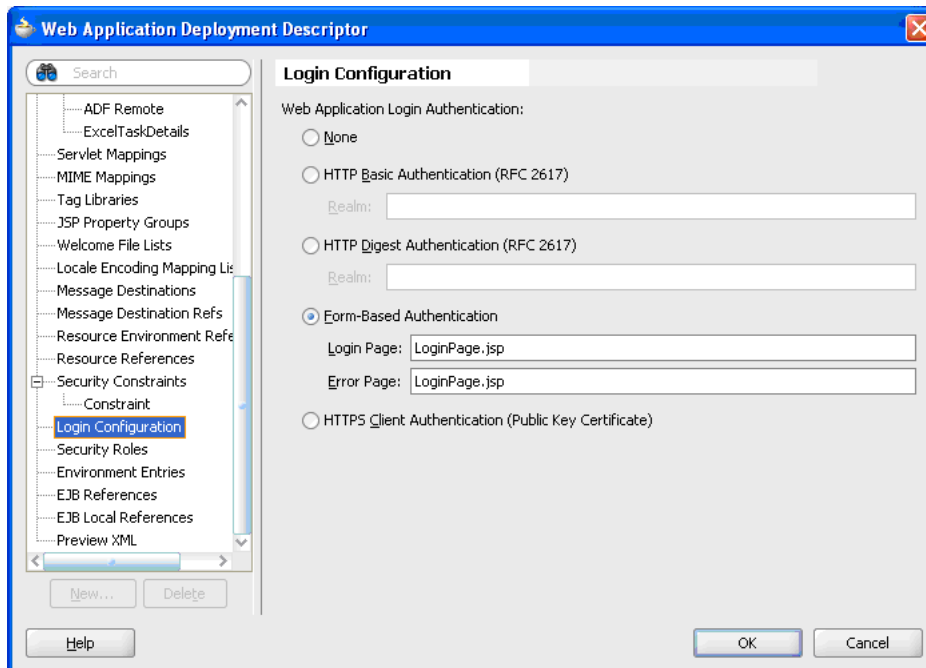 Web Application Deployment Descriptor
Search
ADF Remote
ExcelTaskDetails
Servlet Mappings
MIME Mappings
Tag Libraries
JSP Property Groups
Welcome File Lists
Locale Encoding Mapping Lis
Message Destinations
Message Destination Refs
Resource Environment Refe
Resource References
Security Constraints
Constraint
Login Configuration
Security Roles
Environment Entries
EJB References
EJB Local References
Preview XML
New...
Delete
Login Configuration
Web Application Login Authentication:
None
HTTP Basic Authentication (RFC 2617)
Realm:
HTTP Digest Authentication (RFC 2617)
Realm:
Form-Based Authentication
Login Page: LoginPage.jsp
Error Page: LoginPage.jsp
HTTPS Client Authentication (Public Key Certificate)
Help
OK
Cancel